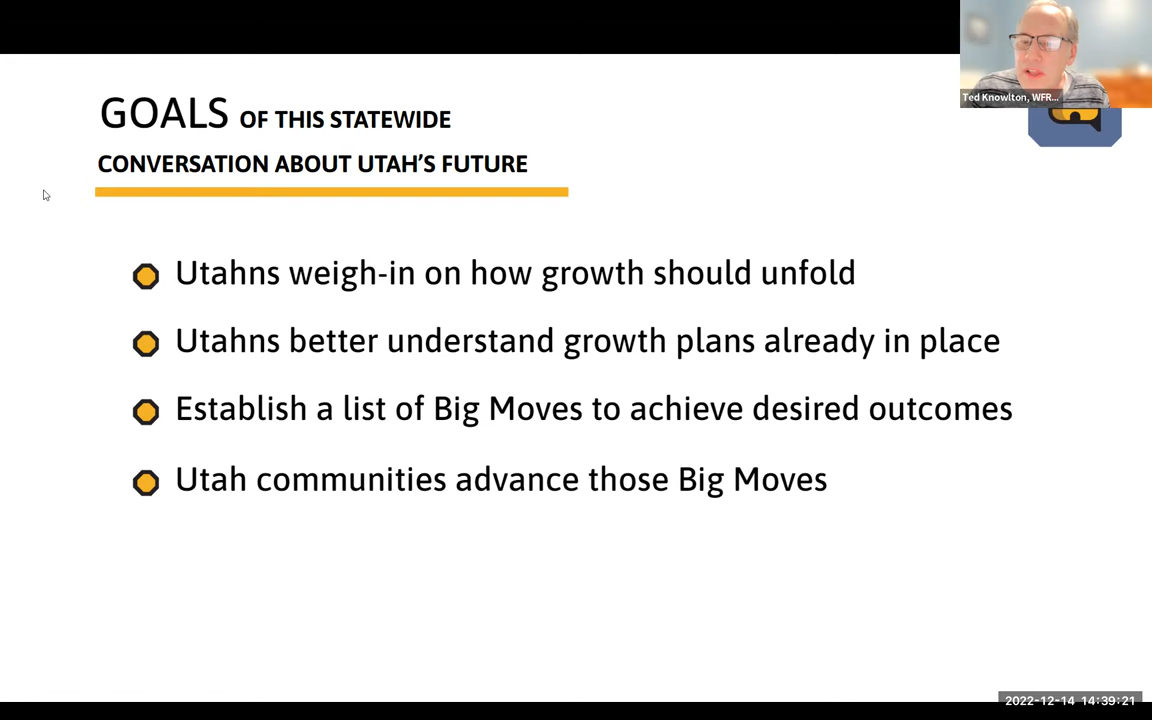 Ted Knowlton, WFR...
GOALS OF THIS STATEWIDE
CONVERSATION ABOUT UTAH'S FUTURE
Utahns weigh-in on how growth should unfold
Utahns better understand growth plans already in place
Establish a list of Big Moves to achieve desired outcomes
Utah communities advance those Big Moves
2022-12-14 14:39:21